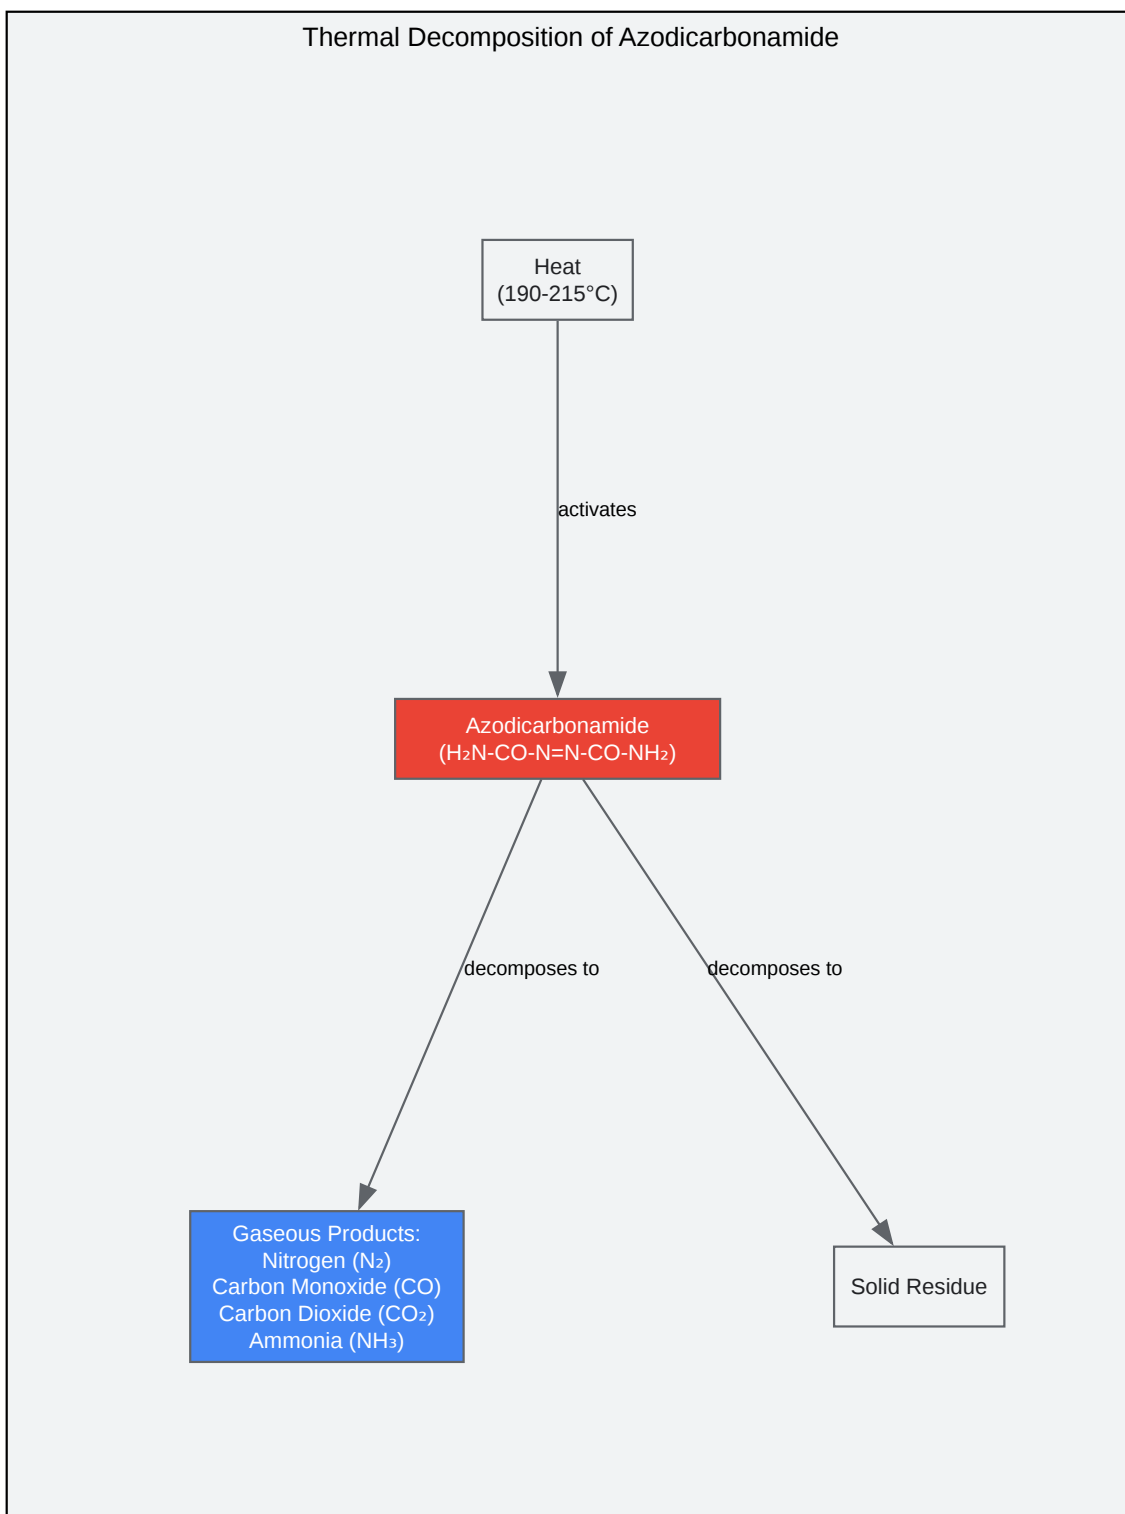 Thermal Decomposition of Azodicarbonamide
Heat
(190-215°C)
activates
Azodicarbonamide
(H₂N-CO-N=N-CO-NH₂)
decomposes to
decomposes to
Gaseous Products:
Nitrogen (N₂)
Carbon Monoxide (CO)
Carbon Dioxide (CO₂)
Ammonia (NH₃)
Solid Residue